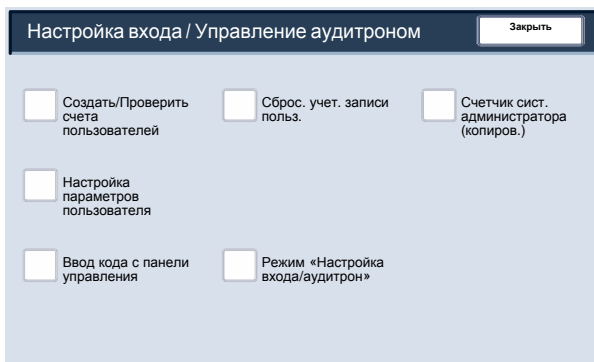 Настройка входа / Управление аудитроном
Закрыть
Создать/Проверить
счета
пользователей
Сброс. учет. записи
польз.
Счетчик сист.
администратора
(копиров.)
Настройка
параметров
пользователя
Ввод кода с панели
управления
Режим «Настройка
входа/аудитрон»